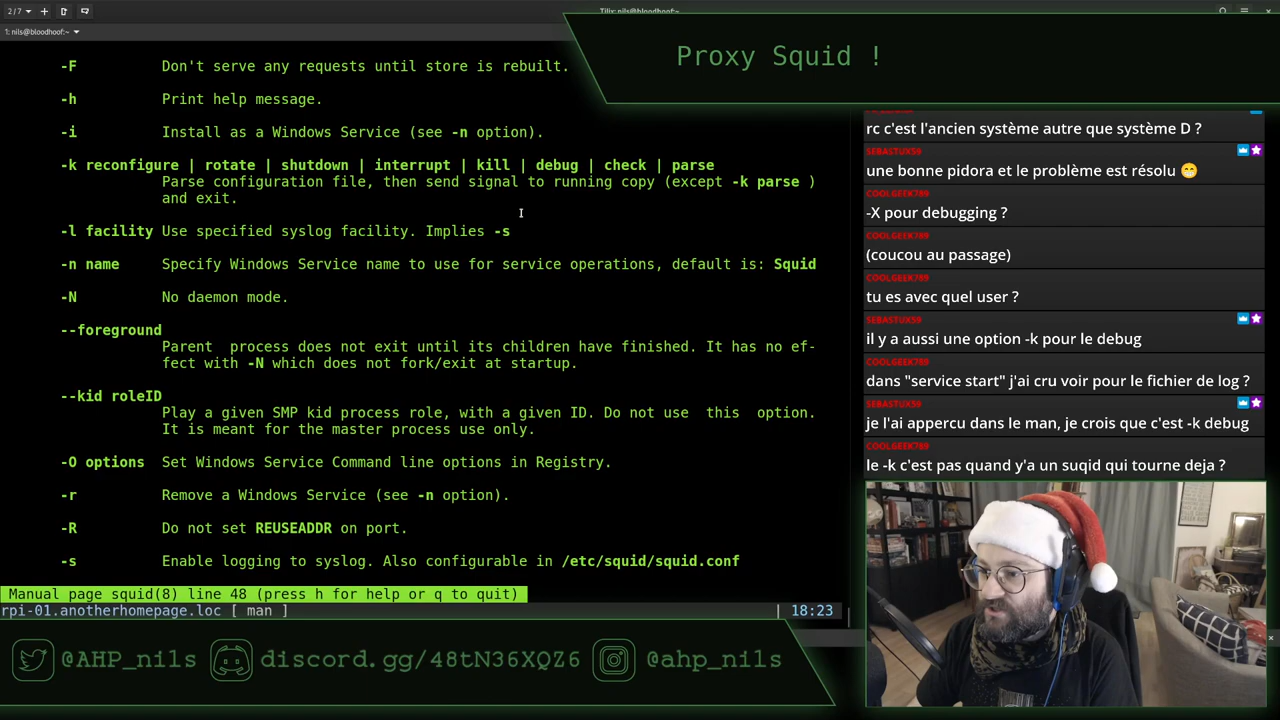 2/7
Tilix: nils@bloodhoof:~
1: nils@bloodhoof:~
Proxy Squid !
-F Don't serve any requests until store is rebuilt.
-h Print help message.
-i Install as a Windows Service (see -n option).
-k reconfigure | rotate | shutdown | interrupt | kill | debug | check | parse
Parse configuration file, then send signal to running copy (except -k parse )
and exit.
-l facility Use specified syslog facility. Implies -s
-n name Specify Windows Service name to use for service operations, default is: Squid
-N No daemon mode.
--foreground
Parent process does not exit until its children have finished. It has no ef-
fect with -N which does not fork/exit at startup.
--kid roleID
Play a given SMP kid process role, with a given ID. Do not use this option.
It is meant for the master process use only.
-O options Set Windows Service Command line options in Registry.
-r Remove a Windows Service (see -n option).
-R Do not set REUSEADDR on port.
-s Enable logging to syslog. Also configurable in /etc/squid/squid.conf
Manual page squid(8) line 48 (press h for help or q to quit)
rpi-01.anotherhomepage.loc [ man ] | 18:23
rc c'est l'ancien système autre que système D ?
SEBASTUX59
une bonne pidora et le problème est résolu 😁
COOLGEEK789
-X pour debugging ?
COOLGEEK789
(coucou au passage)
COOLGEEK789
tu es avec quel user ?
SEBASTUX59
il y a aussi une option -k pour le debug
COOLGEEK789
dans "service start" j'ai cru voir pour le fichier de log ?
SEBASTUX59
je l'ai appercu dans le man, je crois que c'est -k debug
COOLGEEK789
le -k c'est pas quand y'a un suqid qui tourne deja ?
@AHP_nils discord.gg/48tN36XQZ6 @ahp_nils